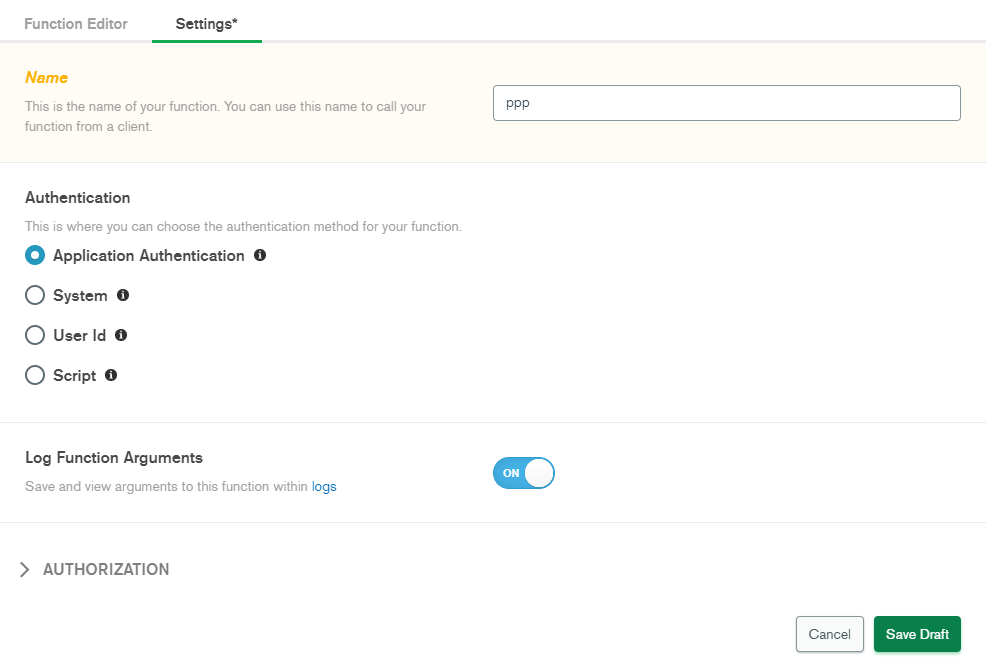 Function Editor
Settings*
Name
This is the name of your function. You can use this name to call your
function from a client.
ppp
Authentication
This is where you can choose the authentication method for your function.
Application Authentication
System
User Id
Script
Log Function Arguments
ON
Save and view arguments to this function within logs
AUTHORIZATION
Cancel
Save Draft